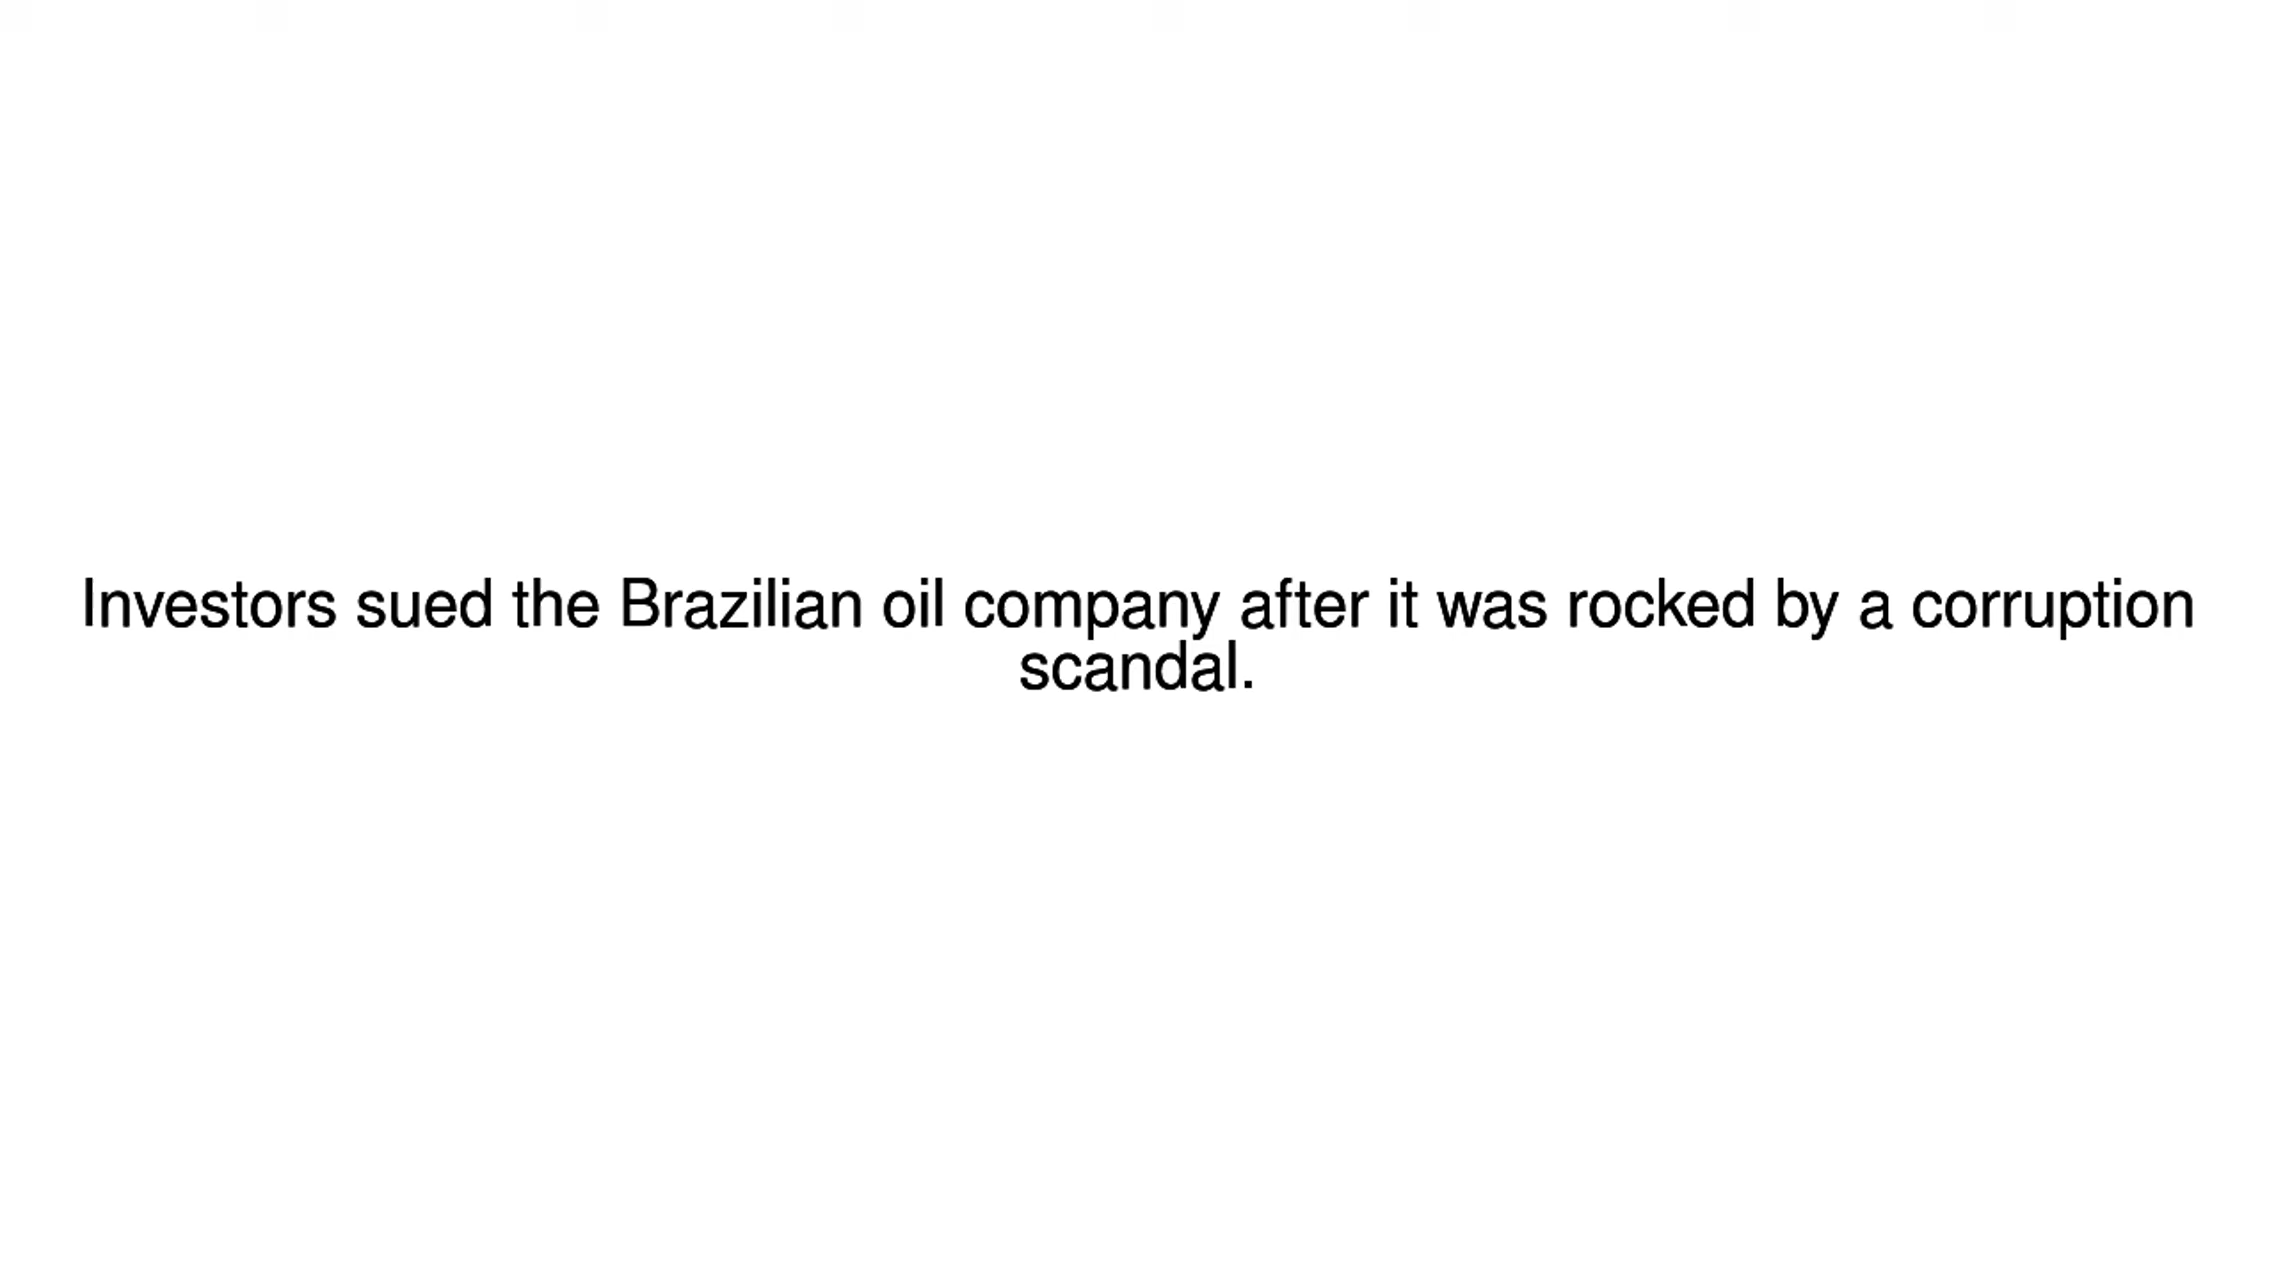 Investors sued the Brazilian oil company after it was rocked by a corruption
scandal.